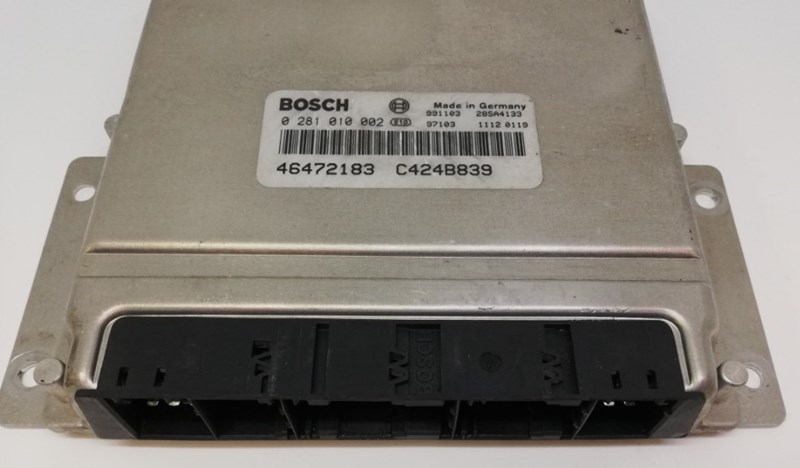 BOSCH Made in Germany
991103 28SA4133
0 281 010 002 97103 1112 0119
46472183 C424B839
BOSCH